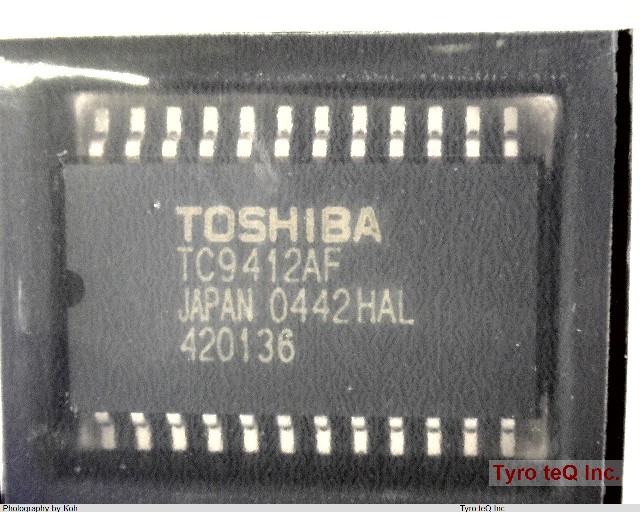 TOSHIBA
TC9412AF
JAPAN 0442HAL
420136
Tyro teQ Inc.
Photography by Koh
Tyro teQ Inc